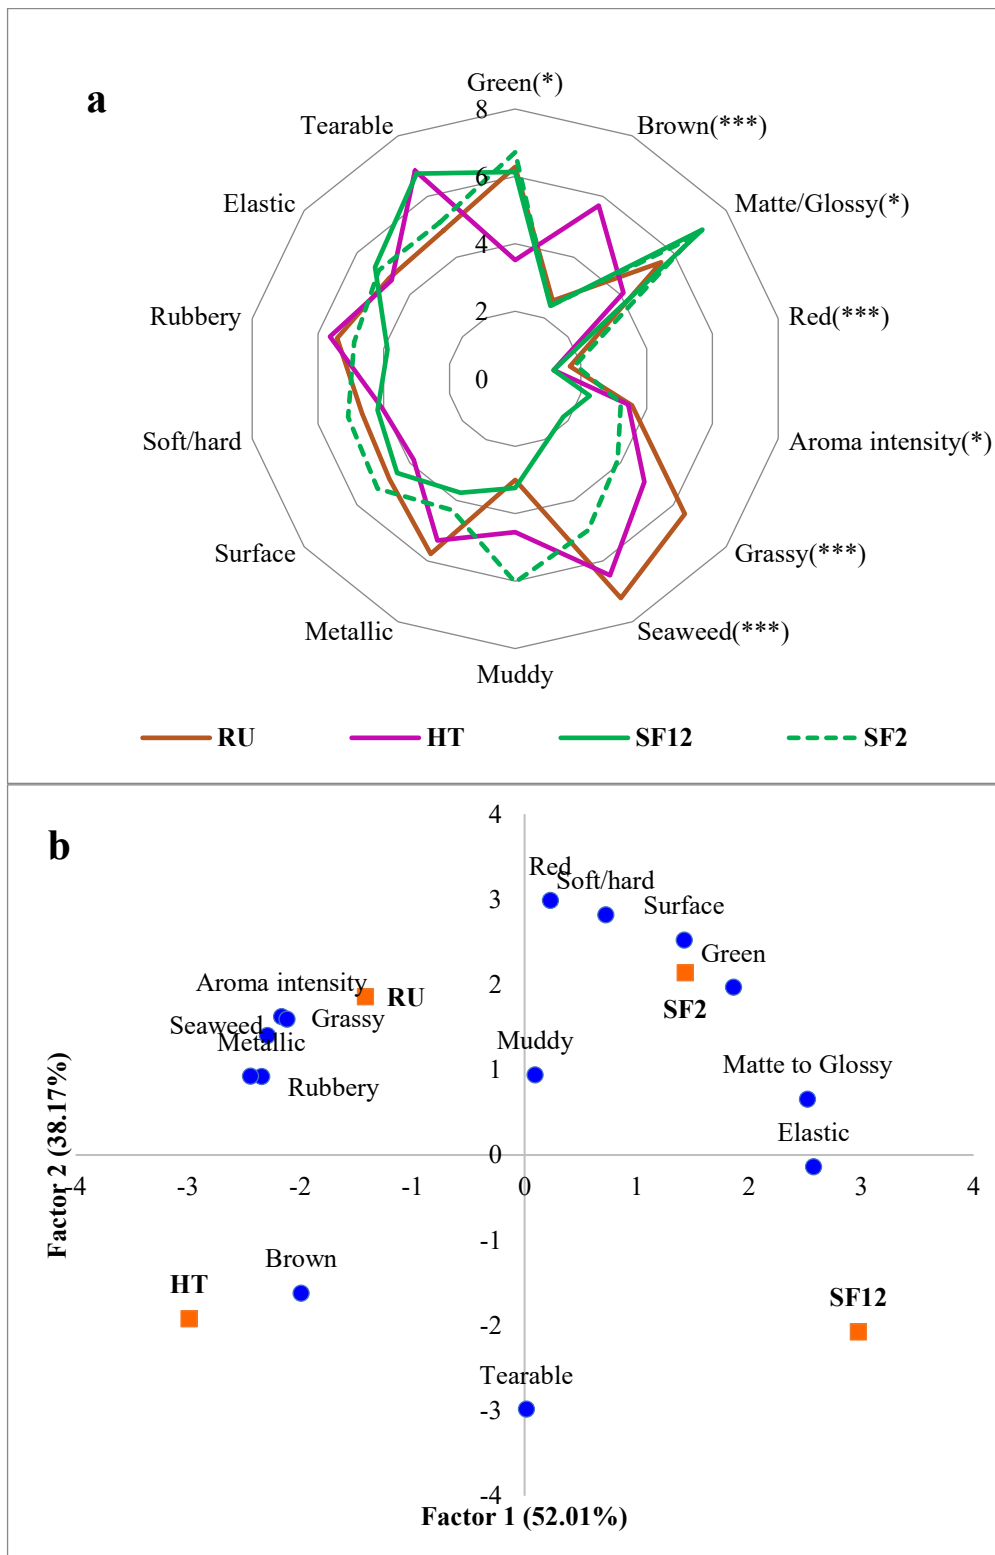 a
Green(*)
8
Tearable
Brown(***)
Elastic
6
Matte/Glossy(*)
4
Rubbery
2
Red(***)
0
Soft/hard
Aroma intensity(*)
Surface
Grassy(***)
Metallic
Seaweed(***)
Muddy
RU HT SF12 SF2
b
4
Red
Soft/hard
3
Surface
Green
Aroma intensity
2
RU
SF2
Seaweed
Grassy
Metallic
Muddy
1
Rubbery
Matte to Glossy
Elastic
0
-4 -3 -2 -1 0 1 2 3 4
Factor 2 (38.17%)
-1
Brown
HT
SF12
-2
Tearable
-3
-4
Factor 1 (52.01%)